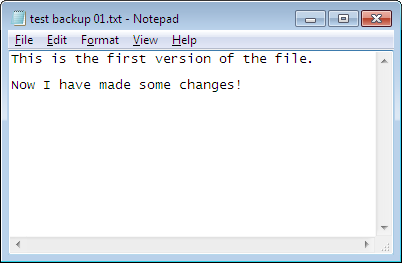 test backup 01.txt - Notepad
File Edit Format View Help
This is the first version of the file.
Now I have made some changes!